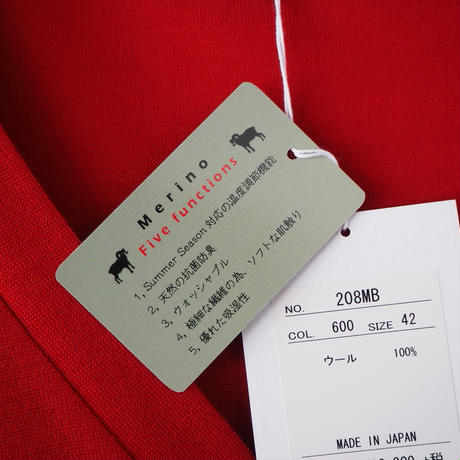 Merino
Five functions
1, Summer Season 対応の温度調節機能
2, 天然の抗菌防臭
3, ウォッシャブル
4, 極細な繊維の為、ソフトな肌触り
5, 優れた吸湿性
NO. 208MB
COL. 600 SIZE 42
ウール 100%
MADE IN JAPAN
+税